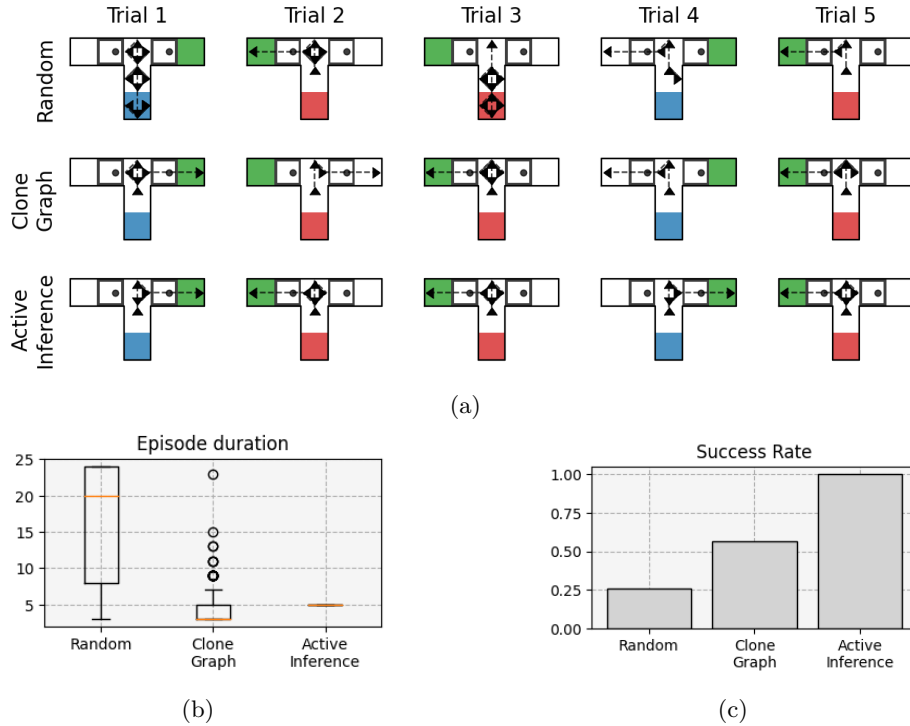 Trial 1 Trial 2 Trial 3 Trial 4 Trial 5
Random
Clone
Graph
Active
Inference
(a)
Episode duration
25
20
15
10
5
Random Clone Active
Graph Inference
(b)
Success Rate
1.00
0.75
0.50
0.25
0.00
Random Clone Active
Graph Inference
(c)